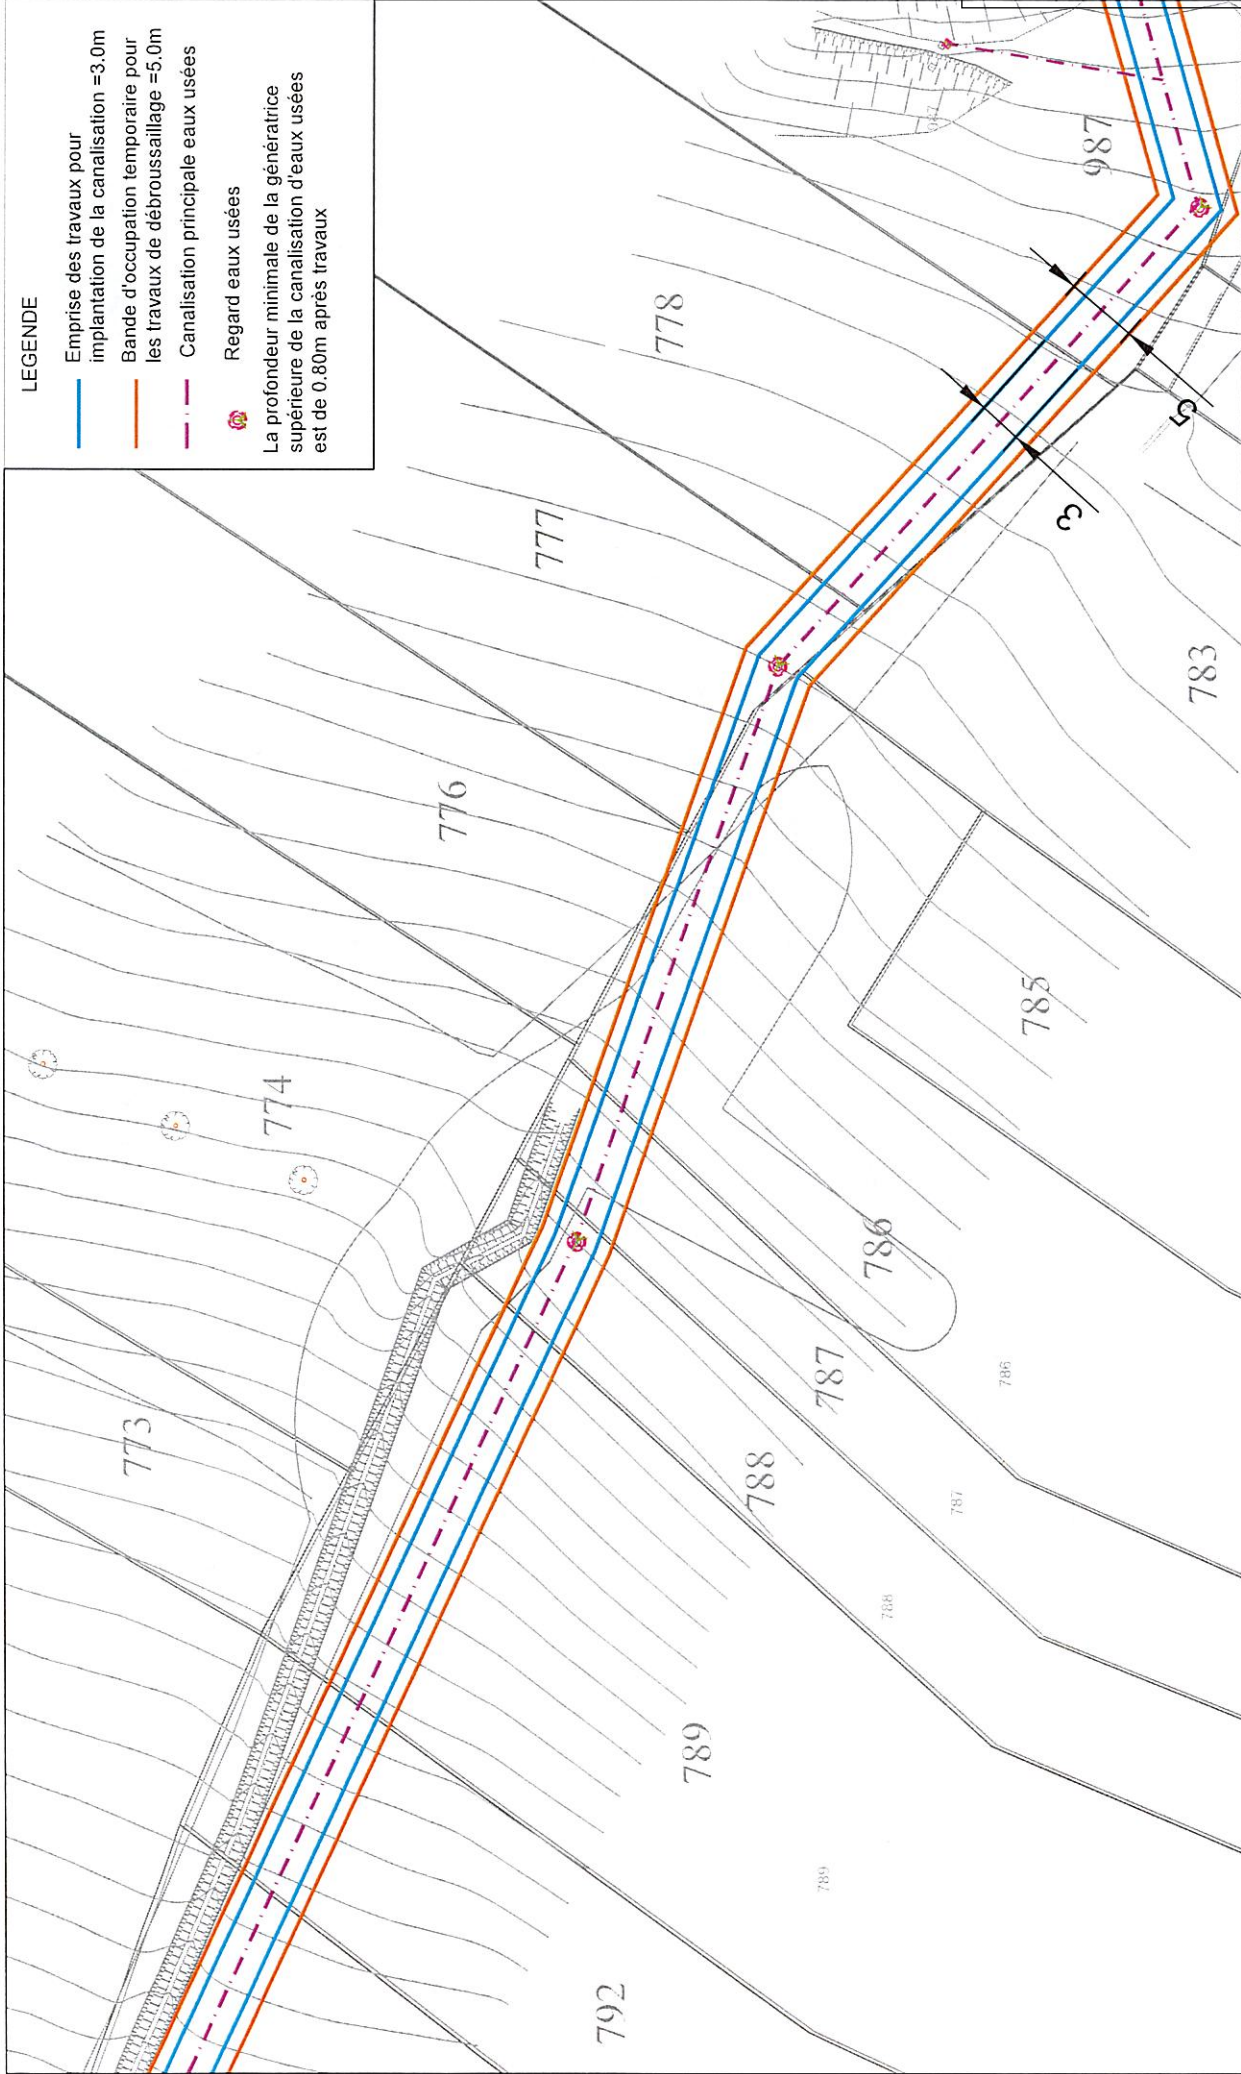 LEGENDE
Emprise des travaux pour
implantation de la canalisation =3.0m
Bande d'occupation temporaire pour
les travaux de débroussaillage =5,0m
Canalisation principale eaux usées
Regard eaux usées
La profondeur minimale de la génératrice
supérieure de la canalisation d'eaux usées
est de 0.80m après travaux
773
774
776
777
778
987
792
789
788
787
786
785
783
789
788
787
786
3
5